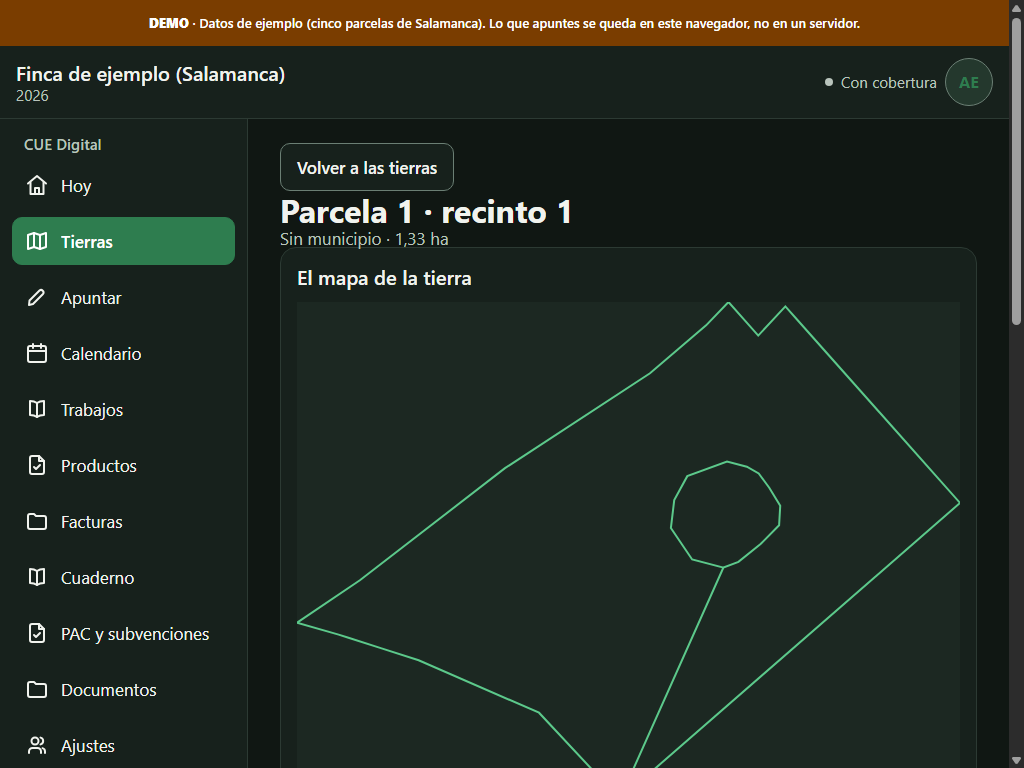 DEMO · Datos de ejemplo (cinco parcelas de Salamanca). Lo que apuntes se queda en este navegador, no en un servidor.
Finca de ejemplo (Salamanca)
2026
Con cobertura
AE
CUE Digital
Hoy
Tierras
Apuntar
Calendario
Trabajos
Productos
Facturas
Cuaderno
PAC y subvenciones
Documentos
Ajustes
Volver a las tierras
Parcela 1 · recinto 1
Sin municipio · 1,33 ha
El mapa de la tierra